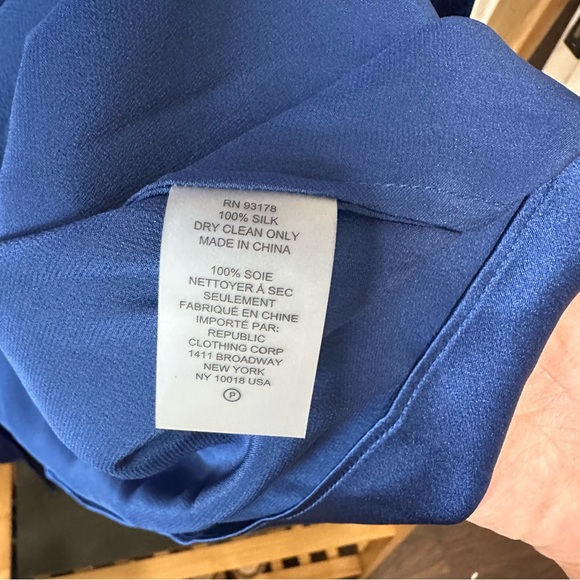 RN 93178
100% SILK
DRY CLEAN ONLY
MADE IN CHINA
100% SOIE
NETTOYER À SEC
SEULEMENT
FABRIQUÉ EN CHINE
IMPORTÉ PAR:
REPUBLIC
CLOTHING CORP
1411 BROADWAY
NEW YORK
NY 10018 USA
P